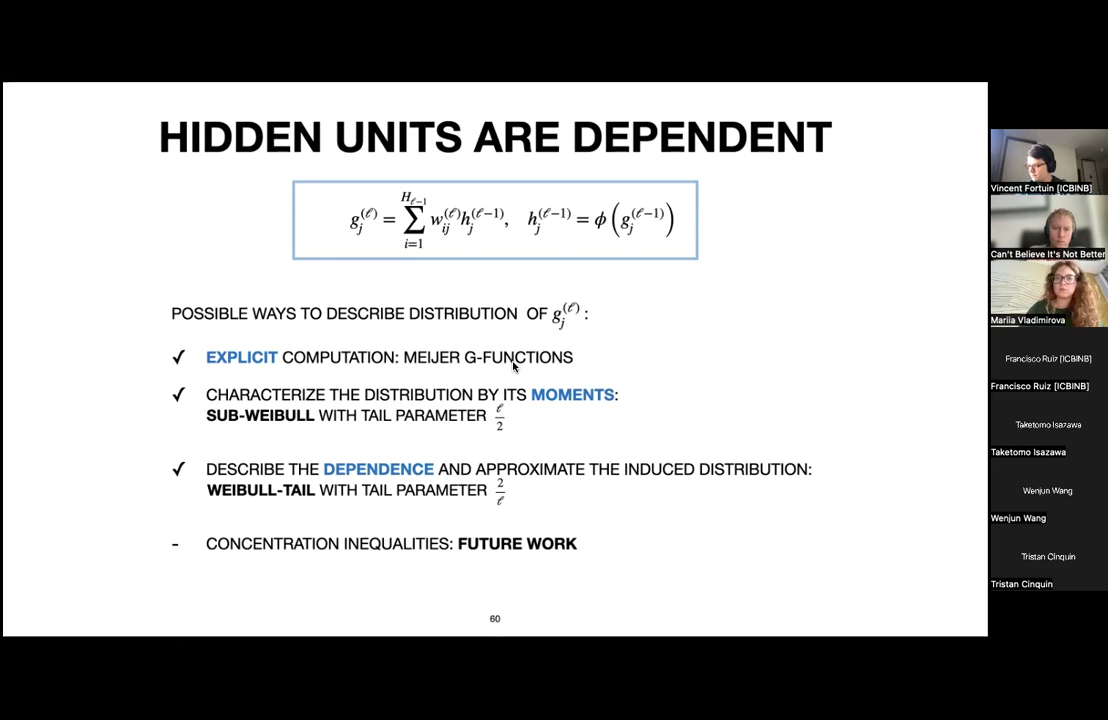 HIDDEN UNITS ARE DEPENDENT
g_j^{(ℓ)} = \sum_{i=1}^{H_{ℓ-1}} w_{ij}^{(ℓ)} h_j^{(ℓ-1)}, h_j^{(ℓ-1)} = ϕ(g_j^{(ℓ-1)})
POSSIBLE WAYS TO DESCRIBE DISTRIBUTION OF g_j^{(ℓ)} :
✓ EXPLICIT COMPUTATION: MEIJER G-FUNCTIONS
✓ CHARACTERIZE THE DISTRIBUTION BY ITS MOMENTS:
SUB-WEIBULL WITH TAIL PARAMETER ℓ/2
✓ DESCRIBE THE DEPENDENCE AND APPROXIMATE THE INDUCED DISTRIBUTION:
WEIBULL-TAIL WITH TAIL PARAMETER 2/ℓ
- CONCENTRATION INEQUALITIES: FUTURE WORK
60
Vincent Fortuin [ICBINB]
Can't Believe It's Not Better
Mariia Vladimirova
Francisco Ruiz [ICBINB]
Francisco Ruiz [ICBINB]
Taketomo Isazawa
Taketomo Isazawa
Wenjun Wang
Wenjun Wang
Tristan Cinquin
Tristan Cinquin